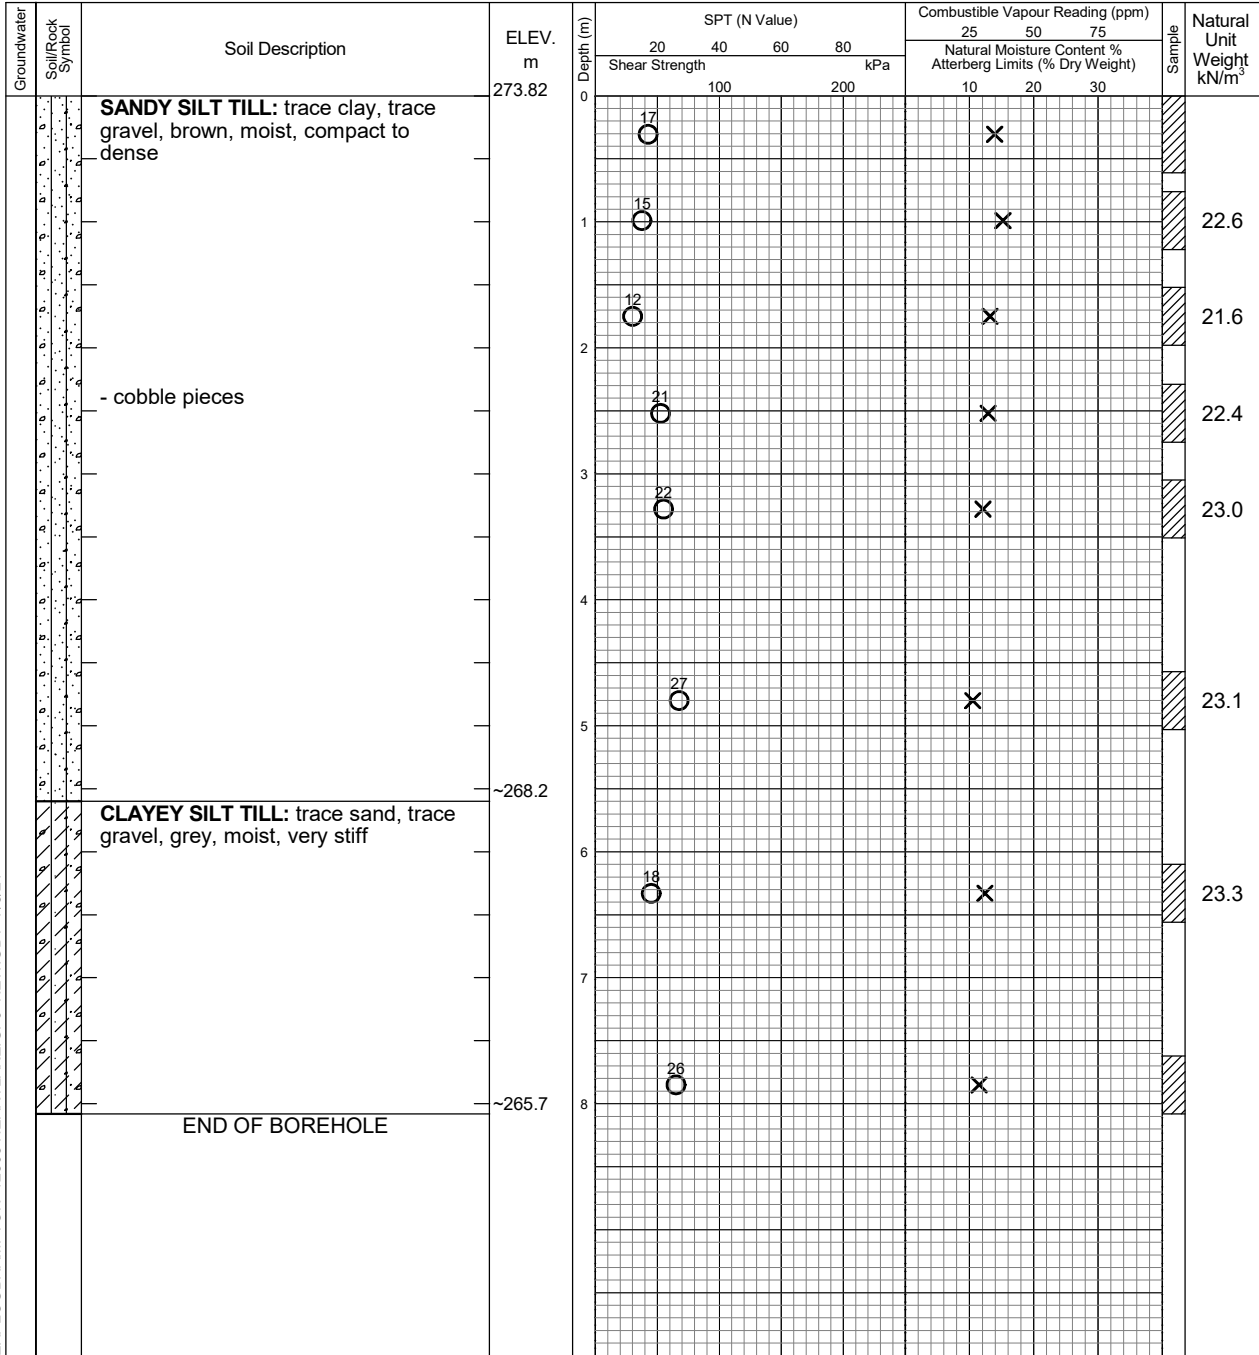 Groundwater
Soil/Rock
Symbol
Soil Description
ELEV.
m
273.82
Depth (m)
SPT (N Value)
20 40 60 80
Shear Strength kPa
100 200
Combustible Vapour Reading (ppm)
25 50 75
Natural Moisture Content %
Atterberg Limits (% Dry Weight)
10 20 30
Sample
Natural
Unit
Weight
kN/m³
0
SANDY SILT TILL: trace clay, trace
gravel, brown, moist, compact to
dense
17
15
1
22.6
12
21.6
2
- cobble pieces
21
22.4
3
22
23.0
4
27
23.1
5
~268.2
CLAYEY SILT TILL: trace sand, trace
gravel, grey, moist, very stiff
6
18
23.3
7
26
~265.7
8
END OF BOREHOLE